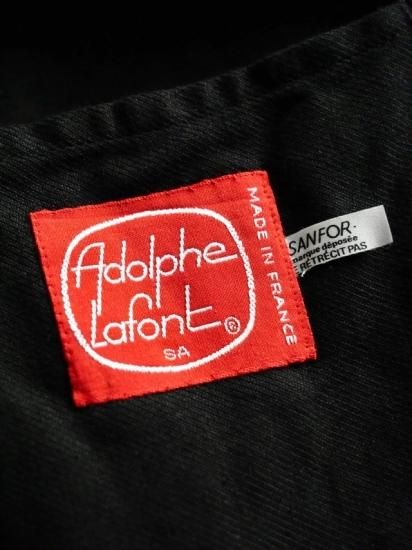 Adolphe
Lafont ®
SA
MADE IN FRANCE
SANFOR-
marque déposée
RÉTRÉCIT PAS